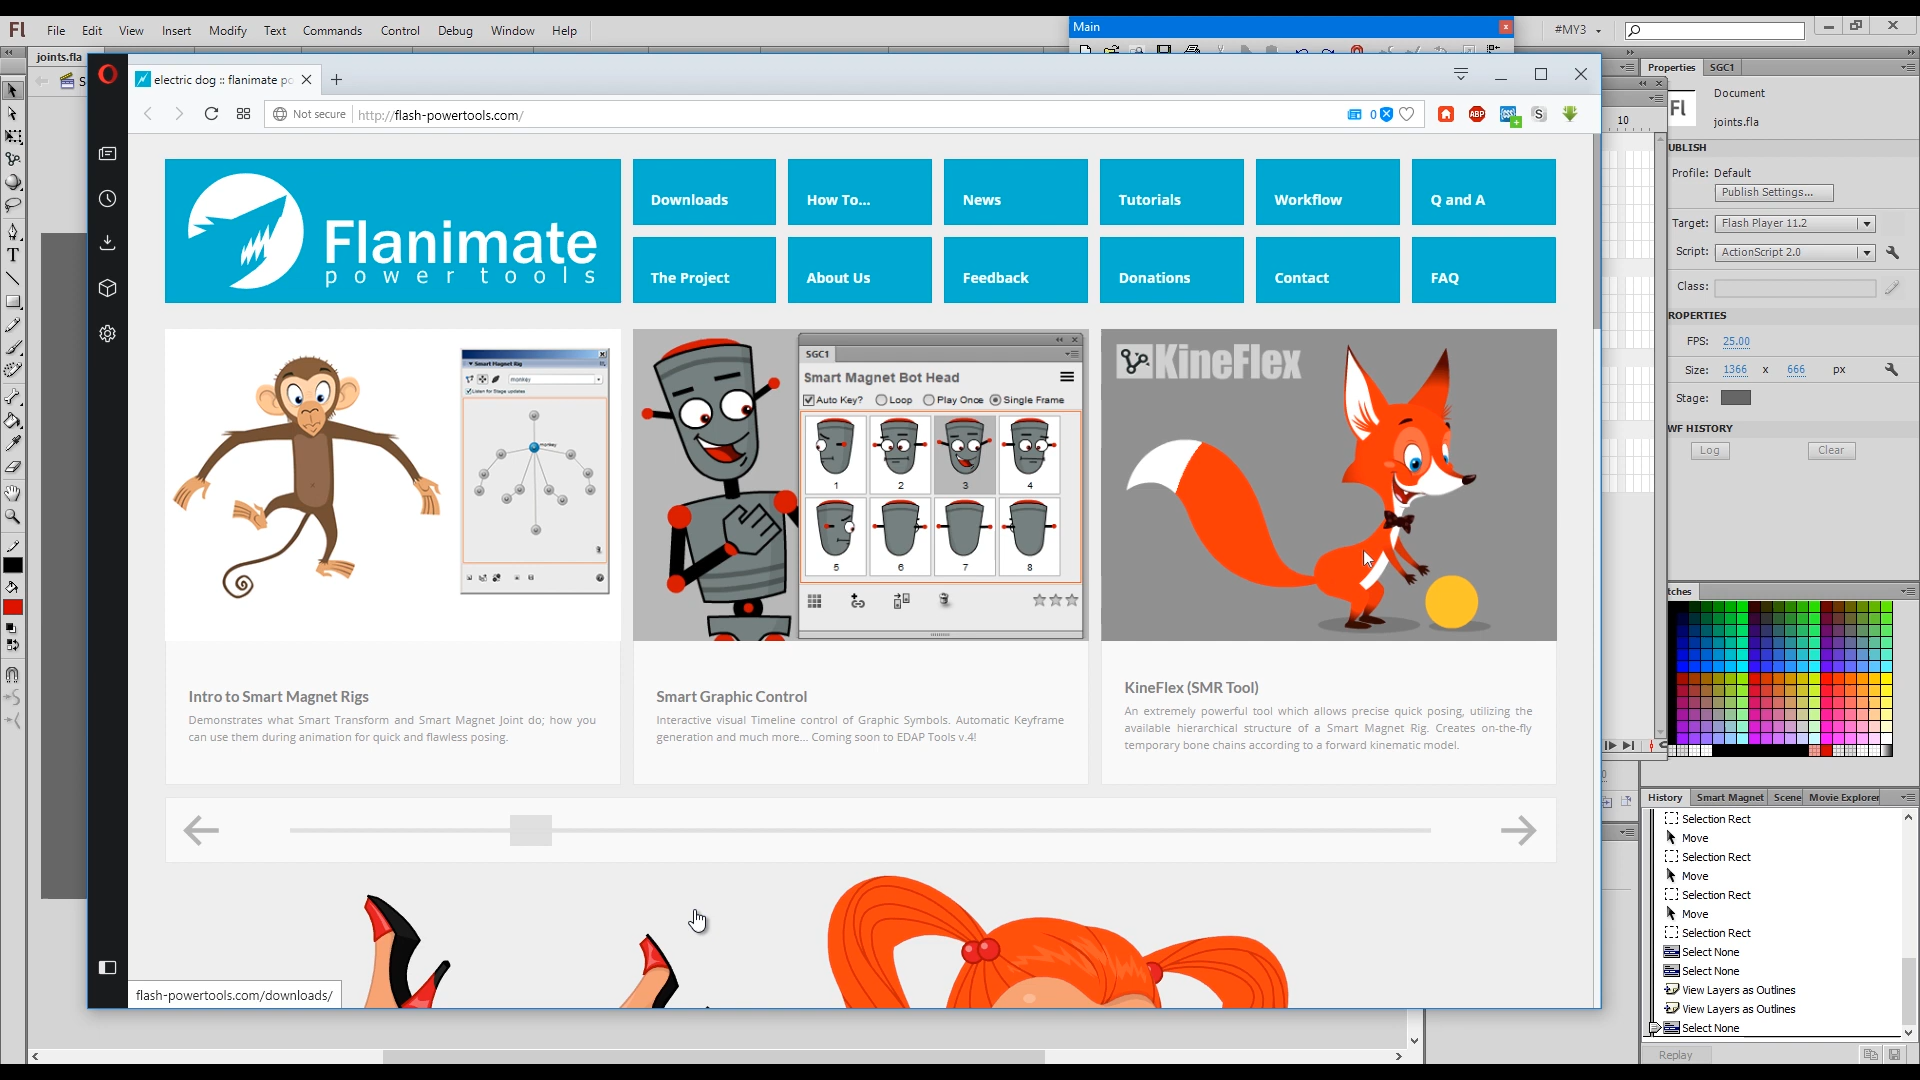 Fl File Edit View Insert Modify Text Commands Control Debug Window Help
Main
#MY3
joints.fla
electric dog :: flanimate po
Not secure
http://flash-powertools.com/
0
ABP
S
Flanimate
power tools
Downloads
How To...
News
Tutorials
Workflow
Q and A
The Project
About Us
Feedback
Donations
Contact
FAQ
Smart Magnet Rig
monkey
SGC1
Smart Magnet Bot Head
Auto Key? Loop Play Once Single Frame
1 2 3 4
5 6 7 8
KineFlex
Intro to Smart Magnet Rigs
Demonstrates what Smart Transform and Smart Magnet Joint do; how you
can use them during animation for quick and flawless posing.
Smart Graphic Control
Interactive visual Timeline control of Graphic Symbols. Automatic Keyframe
generation and much more... Coming soon to EDAP Tools v.4!
KineFlex (SMR Tool)
An extremely powerful tool which allows precise quick posing, utilizing the
available hierarchical structure of a Smart Magnet Rig. Creates on-the-fly
temporary bone chains according to a forward kinematic model.
flash-powertools.com/downloads/
10
Properties SGC1
Fl
Document
joints.fla
UBLISH
Profile: Default
Publish Settings...
Target: Flash Player 11.2
Script: ActionScript 2.0
Class:
ROPERTIES
FPS: 25.00
Size: 1366 x 666 px
Stage:
WF HISTORY
Log Clear
tches
History Smart Magnet Scene Movie Explorer
Selection Rect
Move
Selection Rect
Move
Selection Rect
Move
Selection Rect
Select None
Select None
View Layers as Outlines
View Layers as Outlines
Select None
Replay